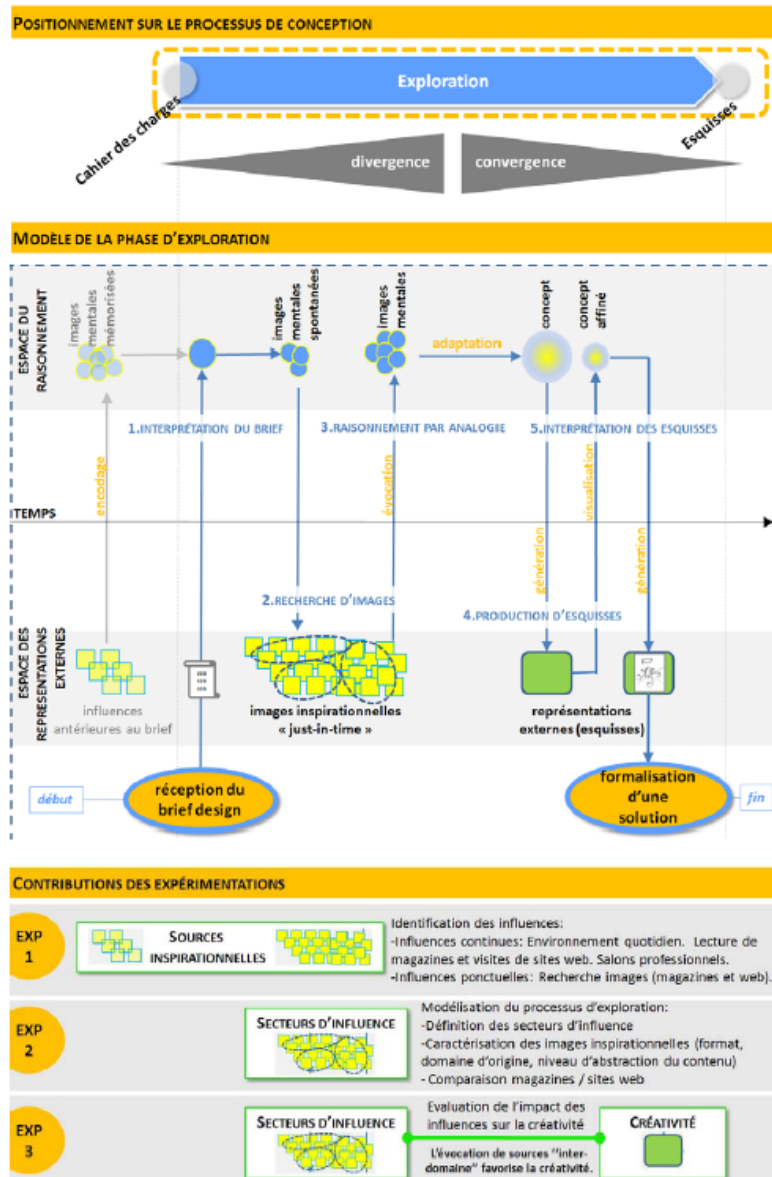 POSITIONNEMENT SUR LE PROCESSUS DE CONCEPTION
Exploration
Cahier des charges
Esquisses
divergence
convergence
MODÈLE DE LA PHASE D'EXPLORATION
ESPACE DU
RAISONNEMENT
images
mentales
mémorisées
images
mentales
spontanées
images
mentales
adaptation
concept
concept
affiné
1.INTERPRÉTATION DU BRIEF
3.RAISONNEMENT PAR ANALOGIE
5.INTERPRÉTATION DES ESQUISSES
encodage
évocation
génération
visualisation
génération
TEMPS
2.RECHERCHE D'IMAGES
4.PRODUCTION D'ESQUISSES
ESPACE DES
REPRESENTATIONS
EXTERNES
influences
antérieures au brief
images inspirationnelles
« just-in-time »
représentations
externes (esquisses)
début
réception du
brief design
formalisation
d'une
solution
fin
CONTRIBUTIONS DES EXPÉRIMENTATIONS
EXP
1
SOURCES
INSPIRATIONNELLES
Identification des influences:
-Influences continues: Environnement quotidien. Lecture de
magazines et visites de sites web. Salons professionnels.
-Influences ponctuelles: Recherche images (magazines et web).
EXP
2
SECTEURS D'INFLUENCE
Modélisation du processus d'exploration:
-Définition des secteurs d'influence
-Caractérisation des images inspirationnelles (format,
domaine d'origine, niveau d'abstraction du contenu)
- Comparaison magazines / sites web
EXP
3
SECTEURS D'INFLUENCE
Evaluation de l'impact des
influences sur la créativité
L'évocation de sources "inter-
domaine" favorise la créativité.
CRÉATIVITÉ